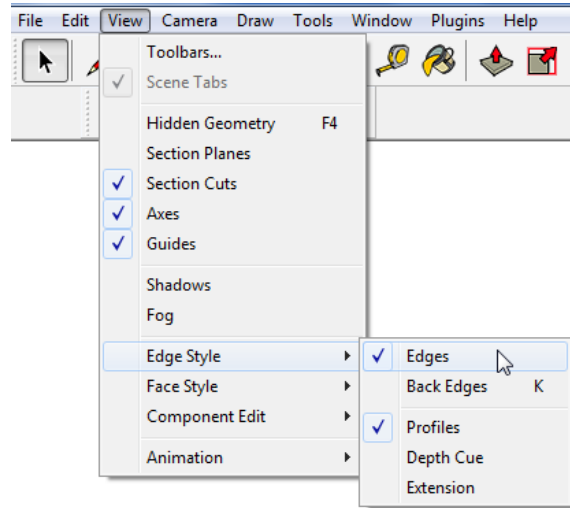 File Edit View Camera Draw Tools Window Plugins Help
Toolbars...
Scene Tabs
Hidden Geometry F4
Section Planes
Section Cuts
Axes
Guides
Shadows
Fog
Edge Style
Face Style
Component Edit
Animation
Edges
Back Edges K
Profiles
Depth Cue
Extension